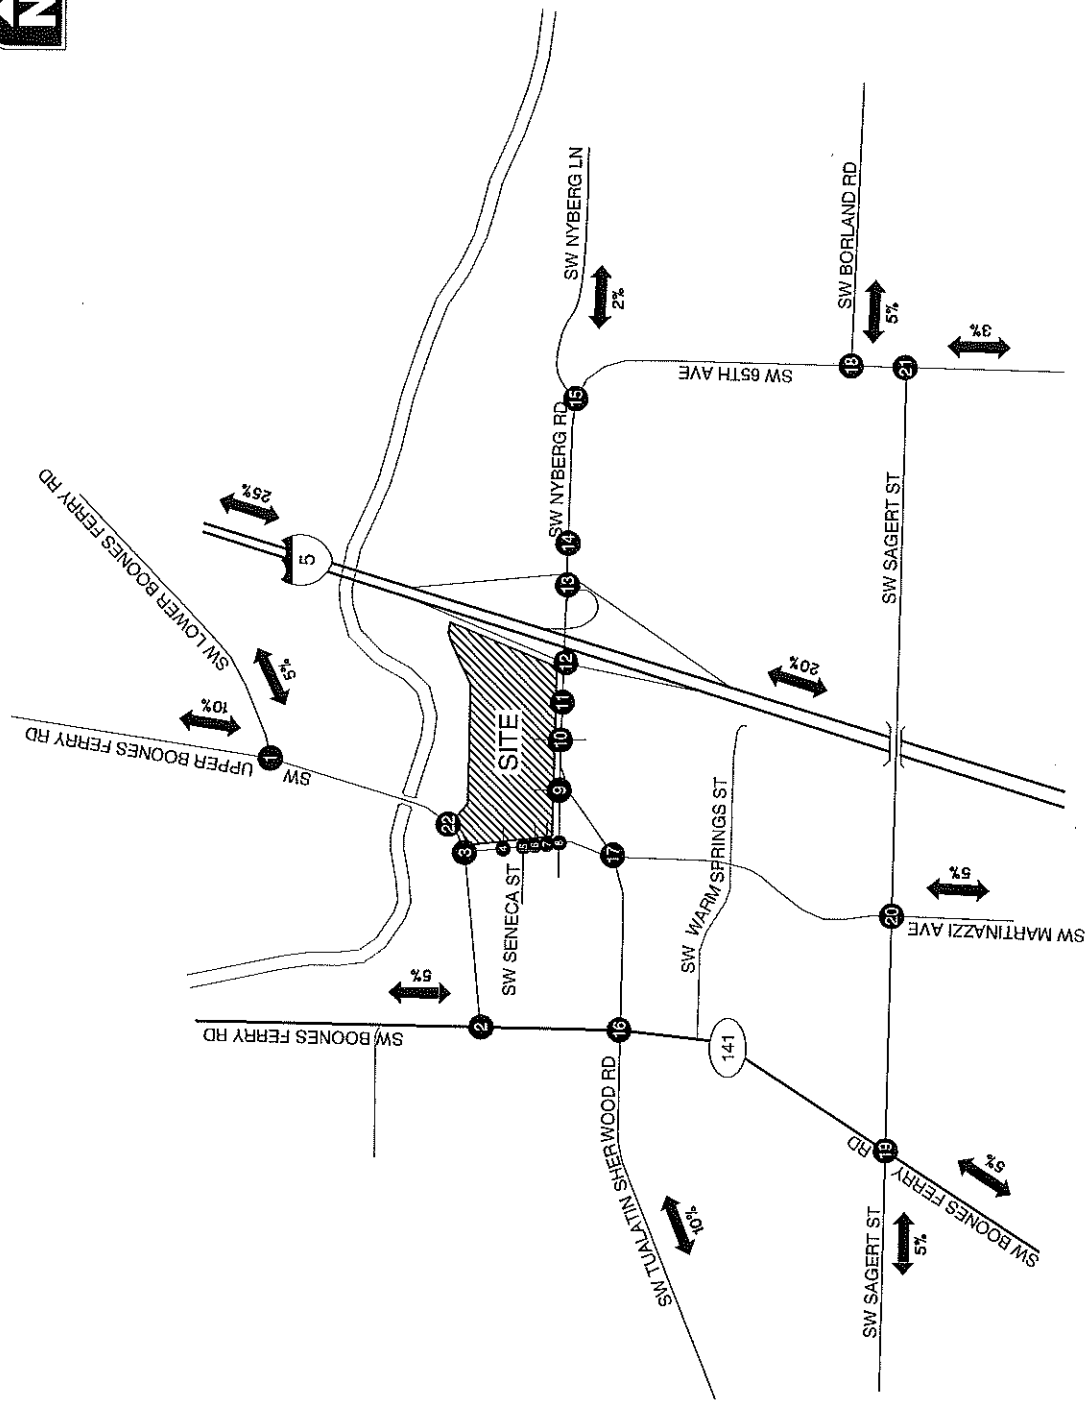 N
SW LOWER BOONES FERRY RD
25%
5
5%
10%
UPPER BOONES FERRY RD
SW
1
SW NYBERG LN
2%
SW NYBERG RD
15
14
13
12
11
10
9
SITE
22
3
4
5
6
7
8
17
SW SENECA ST
5%
SW BOONES FERRY RD
2
16
SW TUALATIN SHERWOOD RD
10%
141
SW WARM SPRINGS ST
20%
SW BORLAND RD
5%
SW 65TH AVE
18
21
3%
SW SAGERT ST
20
SW MARTINAZZI AVE
5%
19
SW BOONES FERRY RD
5%
SW SAGERT ST
5%